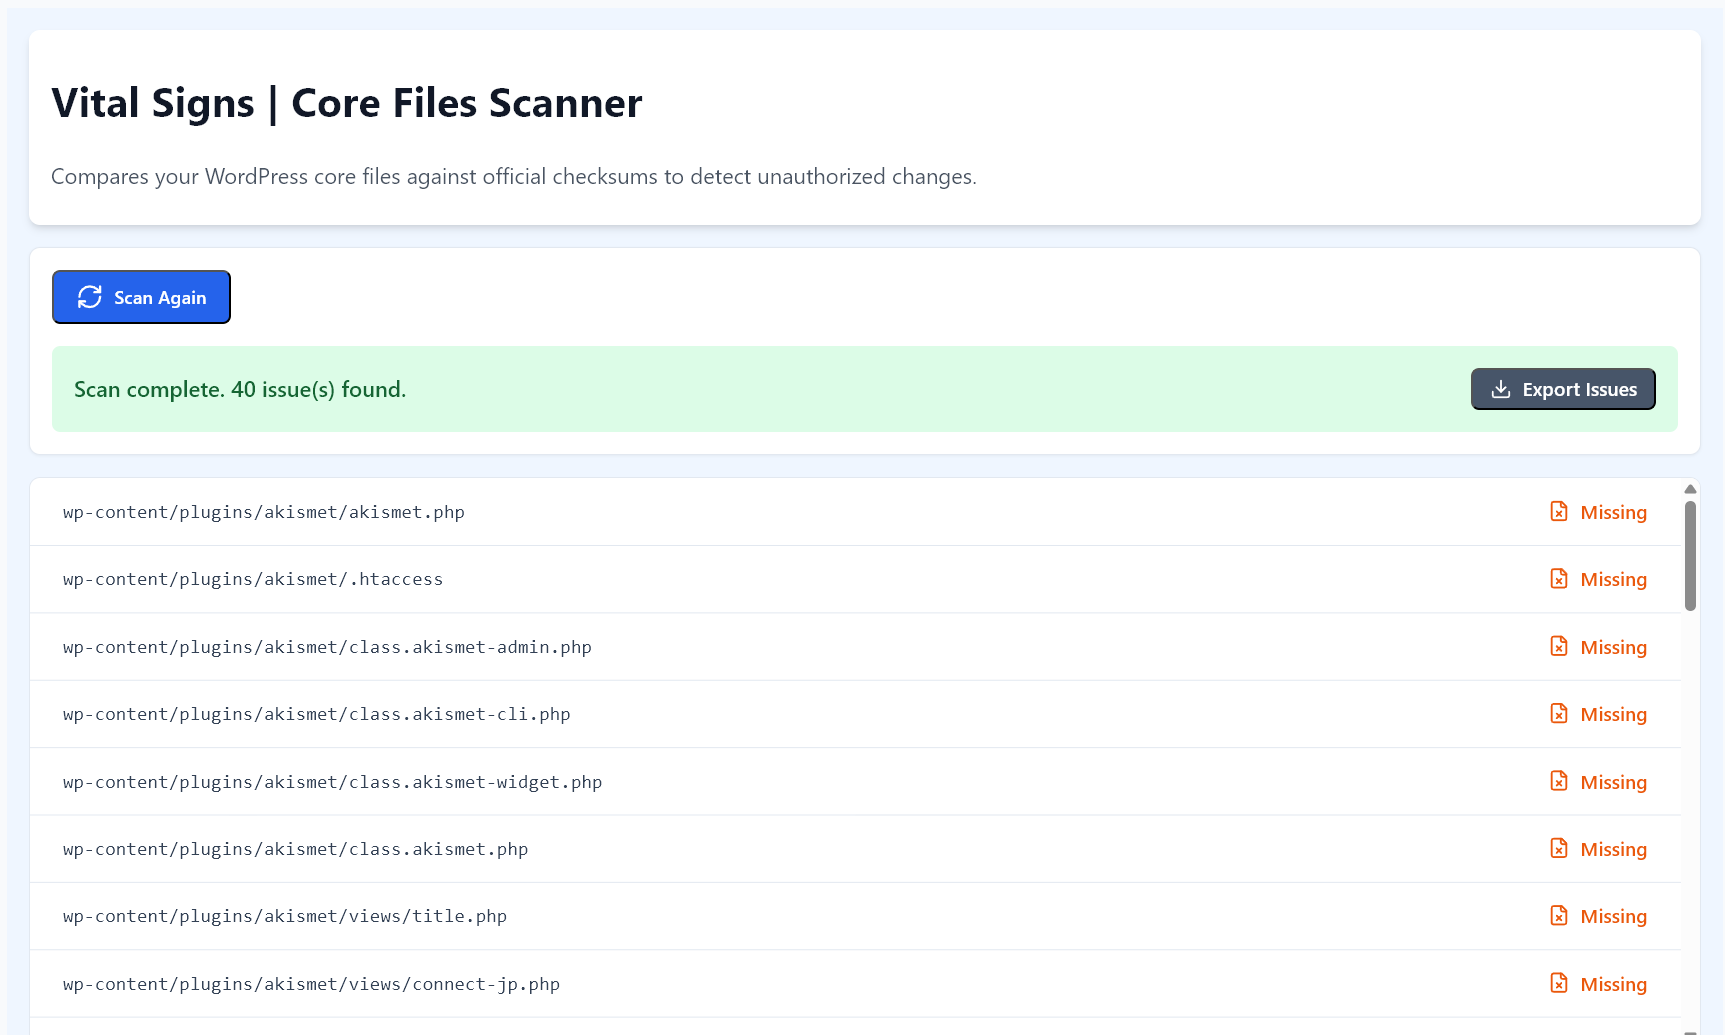 Vital Signs | Core Files Scanner
Compares your WordPress core files against official checksums to detect unauthorized changes.
Scan Again
Scan complete. 40 issue(s) found.
Export Issues
wp-content/plugins/akismet/akismet.php Missing
wp-content/plugins/akismet/.htaccess Missing
wp-content/plugins/akismet/class.akismet-admin.php Missing
wp-content/plugins/akismet/class.akismet-cli.php Missing
wp-content/plugins/akismet/class.akismet-widget.php Missing
wp-content/plugins/akismet/class.akismet.php Missing
wp-content/plugins/akismet/views/title.php Missing
wp-content/plugins/akismet/views/connect-jp.php Missing